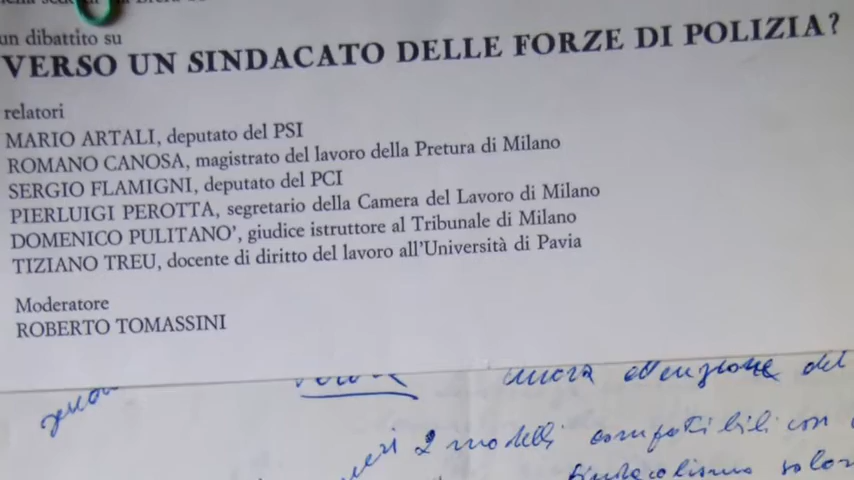 un dibattito su
VERSO UN SINDACATO DELLE FORZE DI POLIZIA?
relatori
MARIO ARTALI, deputato del PSI
ROMANO CANOSA, magistrato del lavoro della Pretura di Milano
SERGIO FLAMIGNI, deputato del PCI
PIERLUIGI PEROTTA, segretario della Camera del Lavoro di Milano
DOMENICO PULITANO', giudice istruttore al Tribunale di Milano
TIZIANO TREU, docente di diritto del lavoro all'Università di Pavia
Moderatore
ROBERTO TOMASSINI
attenzione del
2 modelli compatibili con
sindacalismo